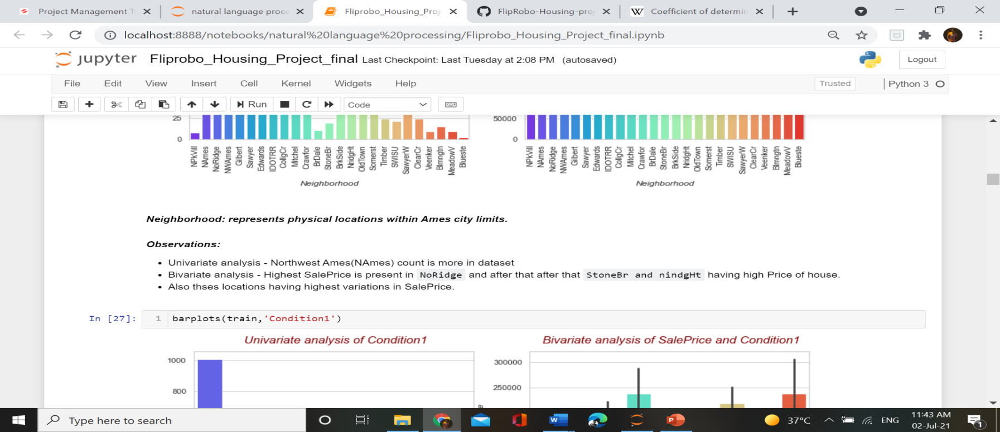 Project Management T
natural language proce
Fliprobo_Housing_Proj
FlipRobo-Housing-proj
W Coefficient of determin
localhost:8888/notebooks/natural%20language%20processing/Fliprobo_Housing_Project_final.ipynb
jupyter Fliprobo_Housing_Project_final Last Checkpoint: Last Tuesday at 2:08 PM (autosaved)
Logout
File Edit View Insert Cell Kernel Widgets Help
Trusted
Python 3
Run
Code
25
0
NPkVill NAmes NoRidge NWAmes Gilbert Sawyer Edwards IDOTRR CollgCr Mitchel Crawfor BrDale StoneBr BrkSide NridgHt OldTown Somerst Timber SWISU SawyerW ClearCr Veenker Blmngtn MeadowV Blueste
Neighborhood
50000
0
NPkVill NAmes NoRidge NWAmes Gilbert Sawyer Edwards IDOTRR CollgCr Mitchel Crawfor BrDale StoneBr BrkSide NridgHt OldTown Somerst Timber SWISU SawyerW ClearCr Veenker Blmngtn MeadowV Blueste
Neighborhood
Neighborhood: represents physical locations within Ames city limits.
Observations:
• Univariate analysis - Northwest Ames(NAmes) count is more in dataset
• Bivariate analysis - Highest SalePrice is present in NoRidge and after that after that StoneBr and nindgHt having high Price of house.
• Also thses locations having highest variations in SalePrice.
In [27]:
1 barplots(train,'Condition1')
Univariate analysis of Condition1
1000
800
Bivariate analysis of SalePrice and Condition1
300000
250000
Type here to search
37°C
ENG
11:43 AM
02-Jul-21
1